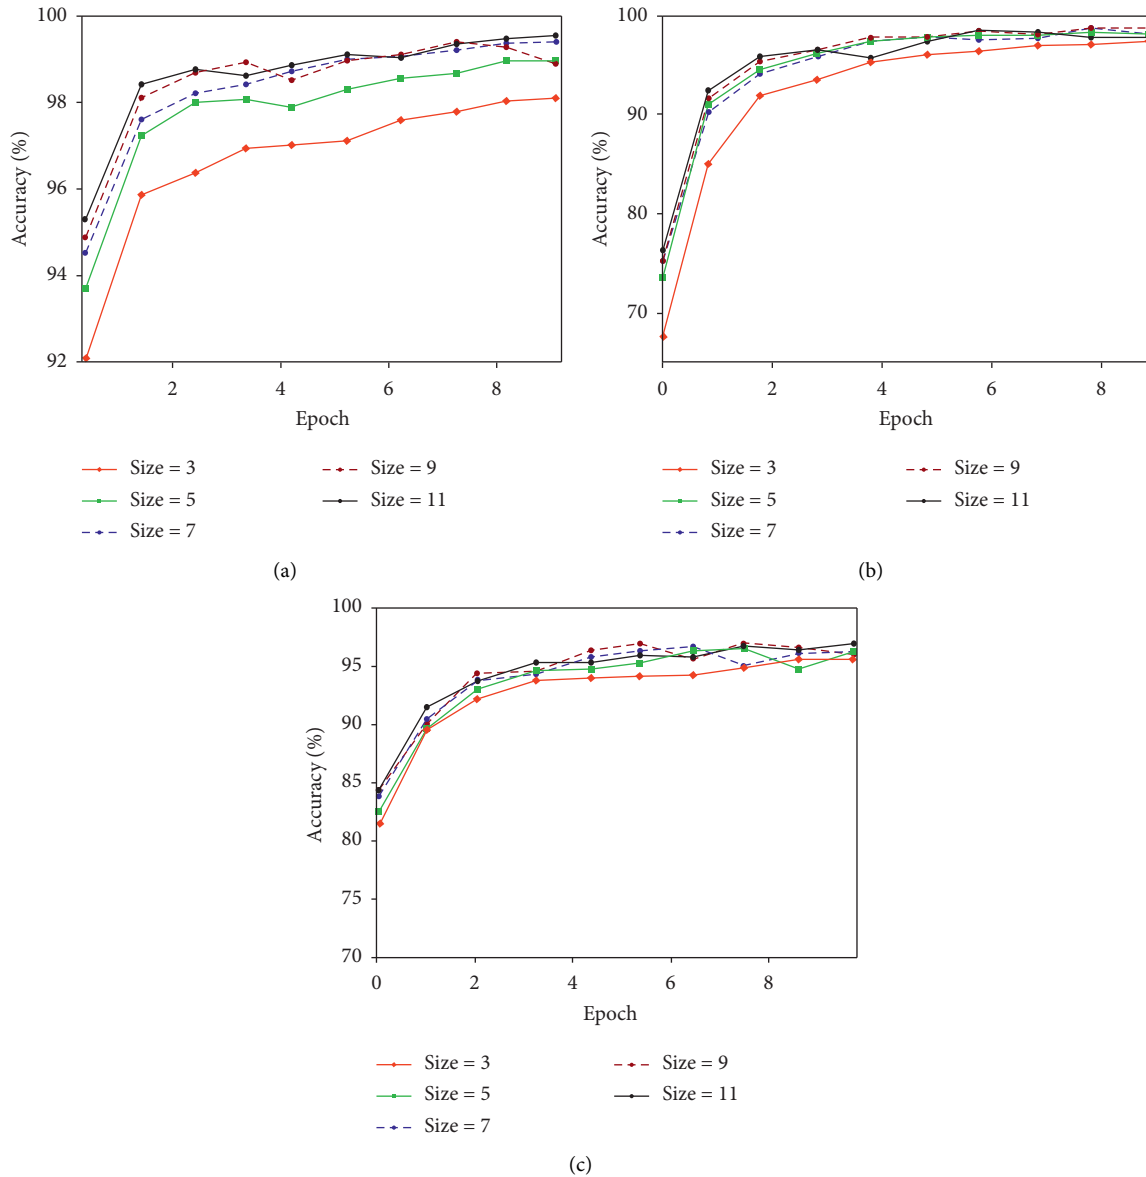 100
98
96
94
92
Accuracy (%)
2
4
6
8
Epoch
Size = 3
Size = 5
Size = 7
Size = 9
Size = 11
(a)
100
90
80
70
Accuracy (%)
0
2
4
6
8
Epoch
Size = 3
Size = 5
Size = 7
Size = 9
Size = 11
(b)
100
95
90
85
80
75
70
Accuracy (%)
0
2
4
6
8
Epoch
Size = 3
Size = 5
Size = 7
Size = 9
Size = 11
(c)